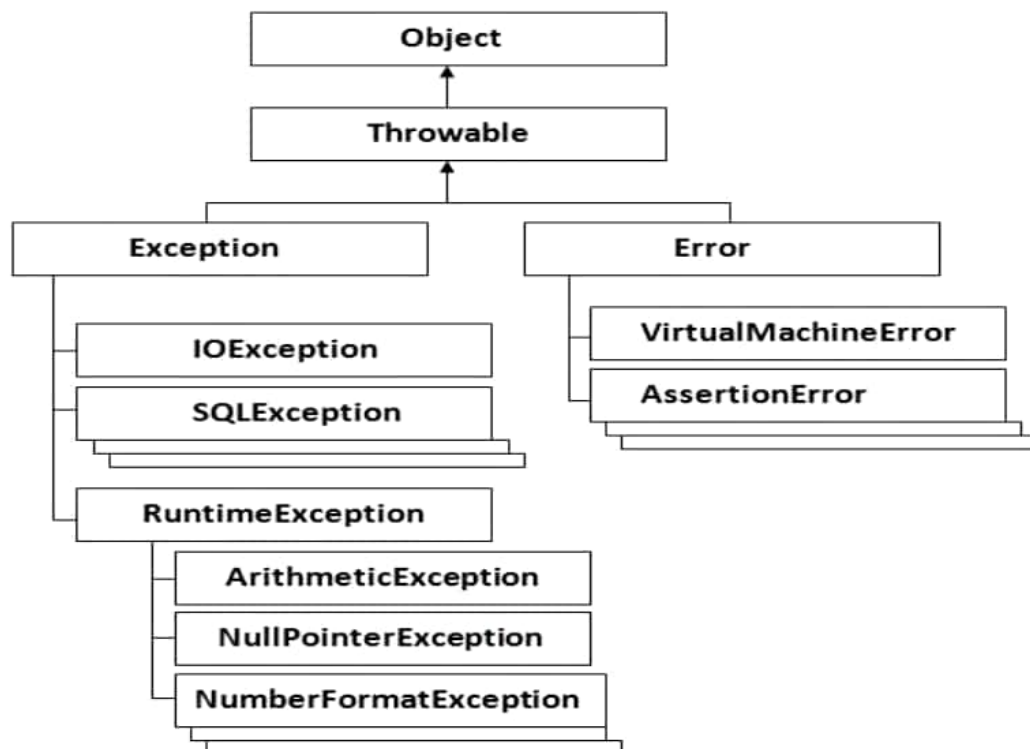 Object
Throwable
Exception
Error
IOException
SQLException
RuntimeException
ArithmeticException
NullPointerException
NumberFormatException
VirtualMachineError
AssertionError